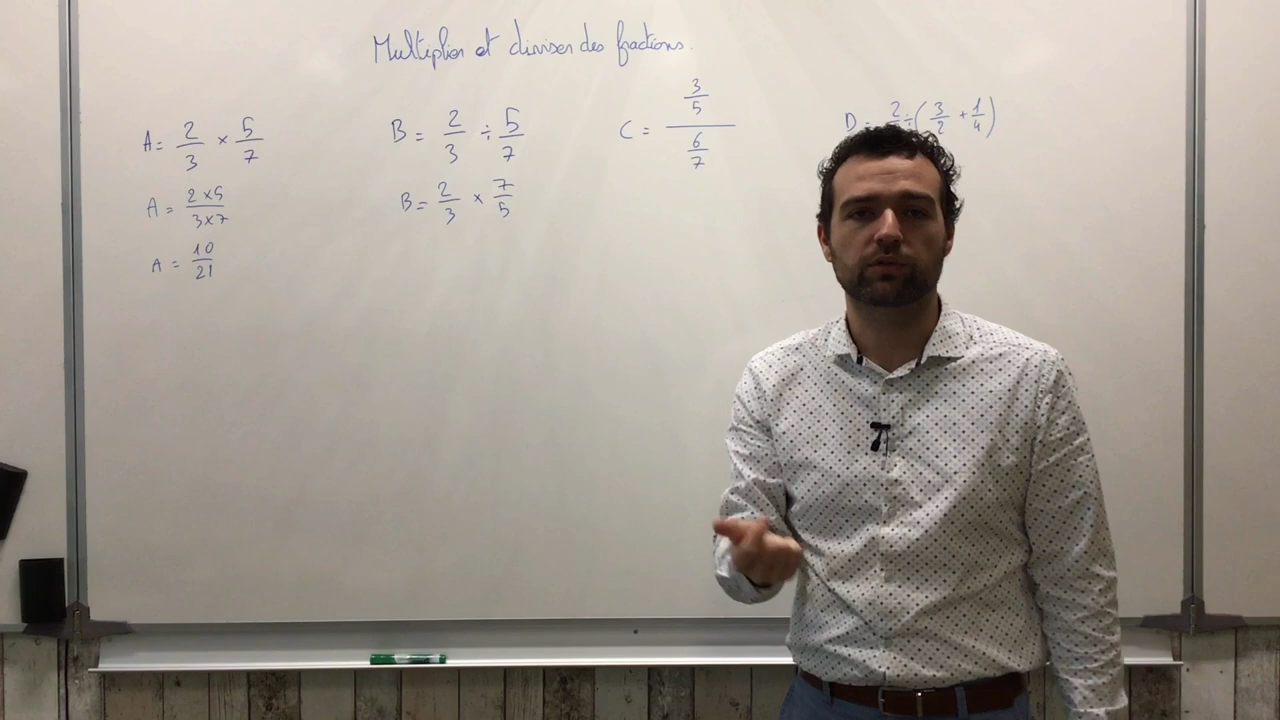 Multiplier et diviser des fractions.
A = 2/3 × 5/7
A = 2×5/3×7
A = 10/21
B = 2/3 ÷ 5/7
B = 2/3 × 7/5
C = 3/5 / 6/7
D = 2/ ÷ (3/2 + 1/4)